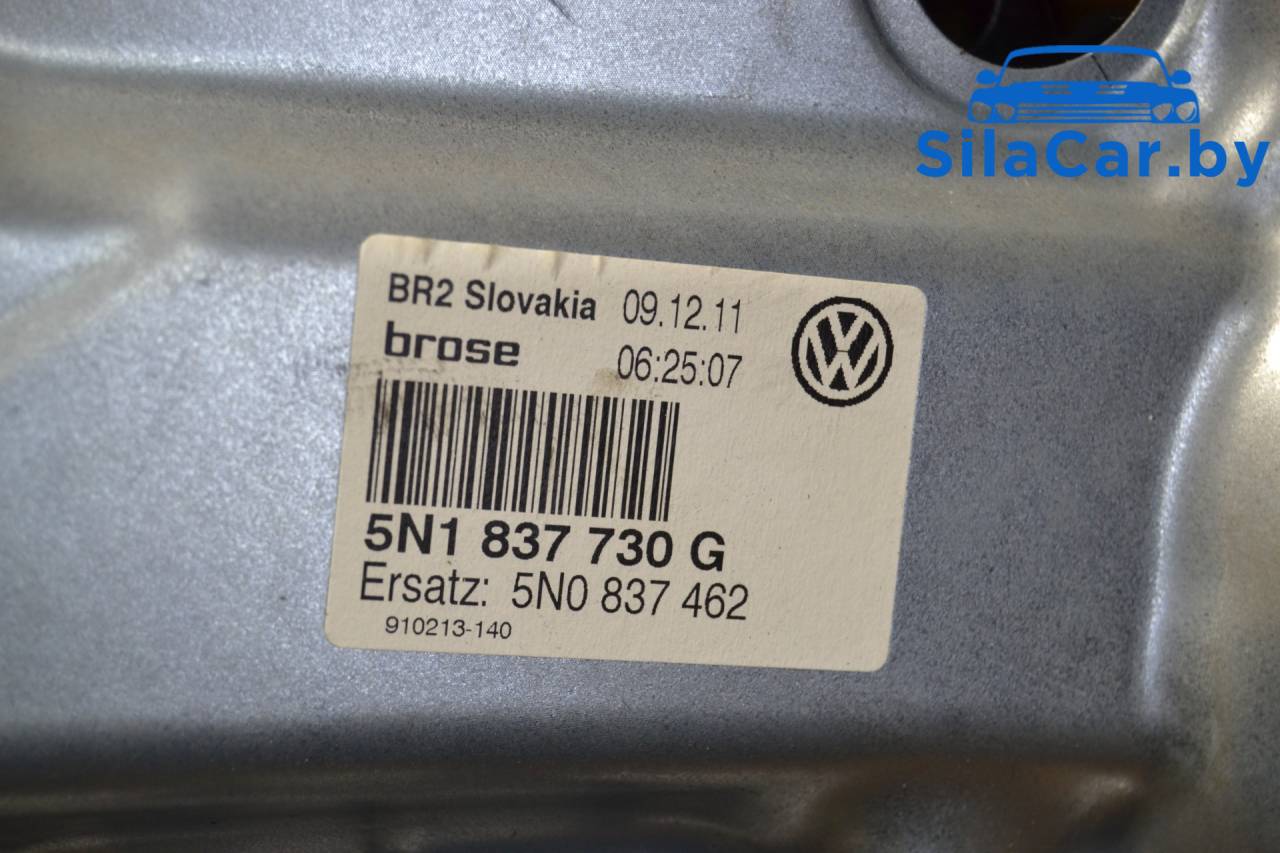 SilaCar.by
BR2 Slovakia 09.12.11
brose 06:25:07
VW
5N1 837 730 G
Ersatz: 5N0 837 462
910213-140